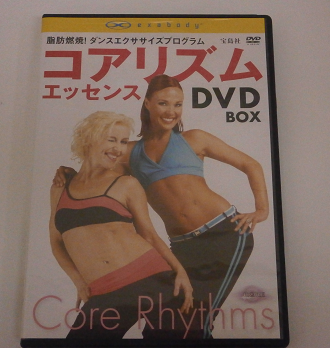 exabody
脂肪燃焼!ダンスエクササイズプログラム
宝島社 DVD
コアリズム
エッセンス DVD
BOX
Core Rhythms